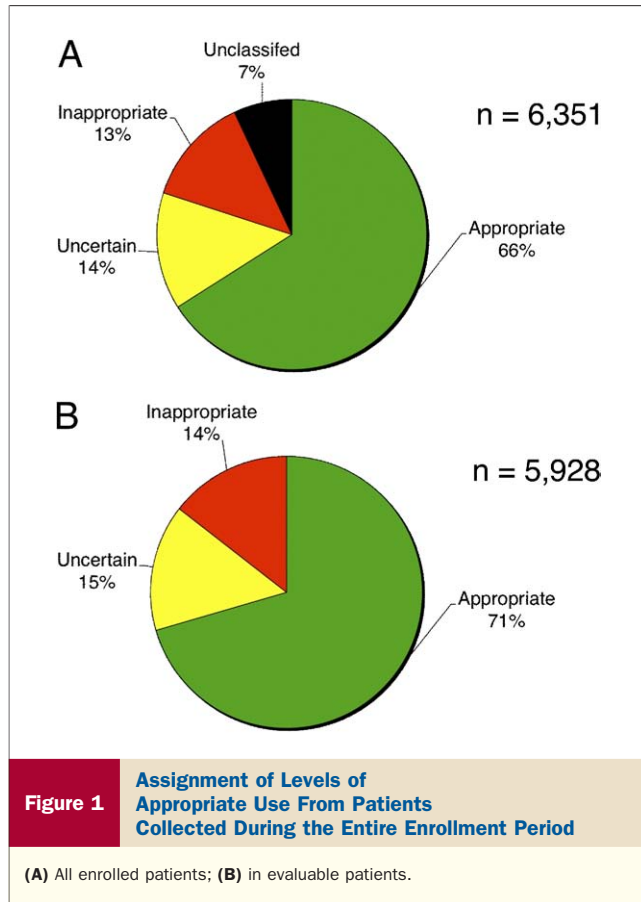 A
Unclassifed
7%
Inappropriate
13%
n = 6,351
Appropriate
66%
Uncertain
14%
B
Inappropriate
14%
n = 5,928
Uncertain
15%
Appropriate
71%
Figure 1
Assignment of Levels of
Appropriate Use From Patients
Collected During the Entire Enrollment Period
(A) All enrolled patients; (B) in evaluable patients.